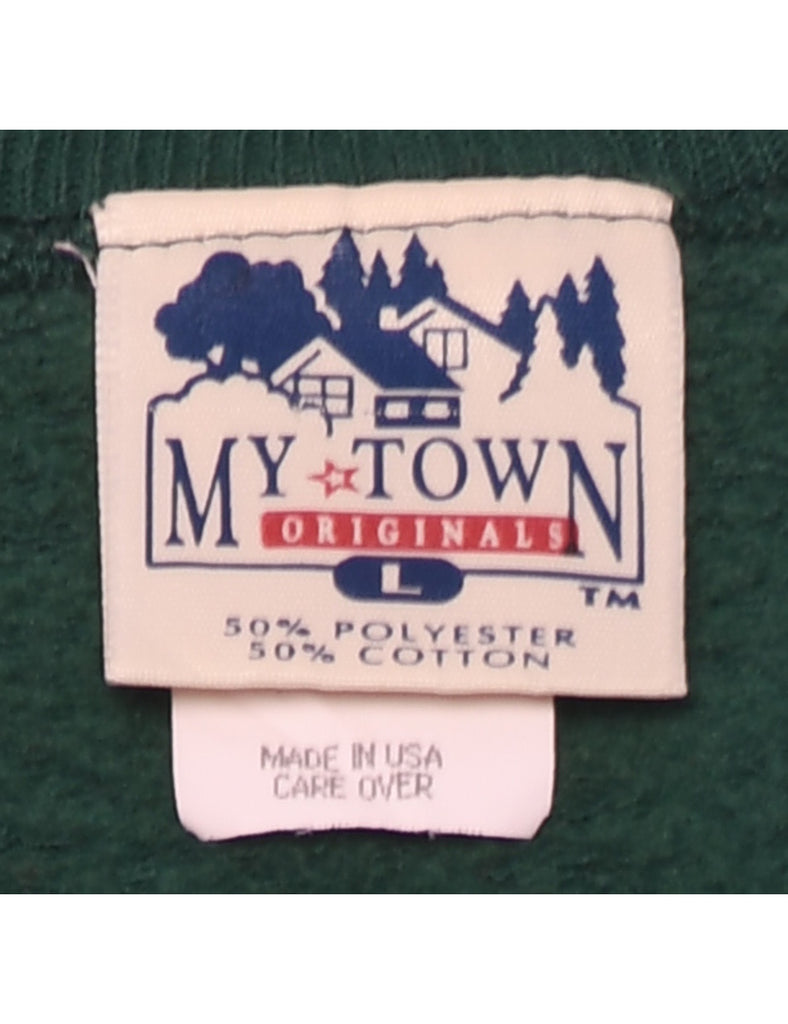 MY TOWN
ORIGINALS
L
TM
50% POLYESTER
50% COTTON
MADE IN USA
CARE OVER